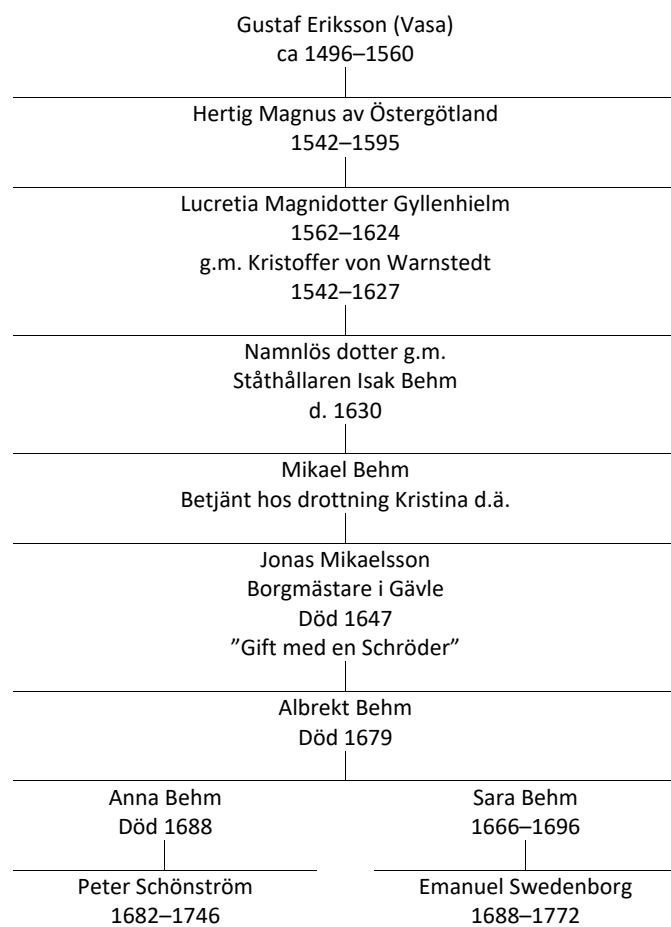 Gustaf Eriksson (Vasa)
ca 1496–1560
Hertig Magnus av Östergötland
1542–1595
Lucretia Magnidotter Gyllenhielm
1562–1624
g.m. Kristoffer von Warnstedt
1542–1627
Namnlös dotter g.m.
Ståthållaren Isak Behm
d. 1630
Mikael Behm
Betjänt hos drottning Kristina d.ä.
Jonas Mikaelsson
Borgmästare i Gävle
Död 1647
”Gift med en Schröder”
Albrekt Behm
Död 1679
Anna Behm
Död 1688
Sara Behm
1666–1696
Peter Schönström
1682–1746
Emanuel Swedenborg
1688–1772